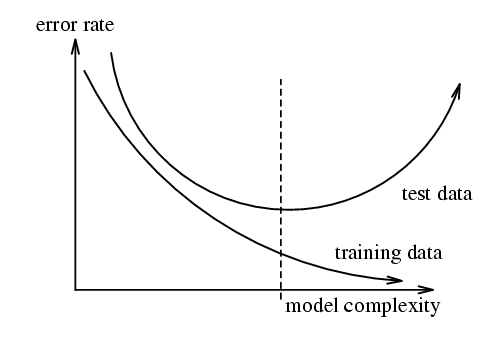 error rate
test data
training data
model complexity